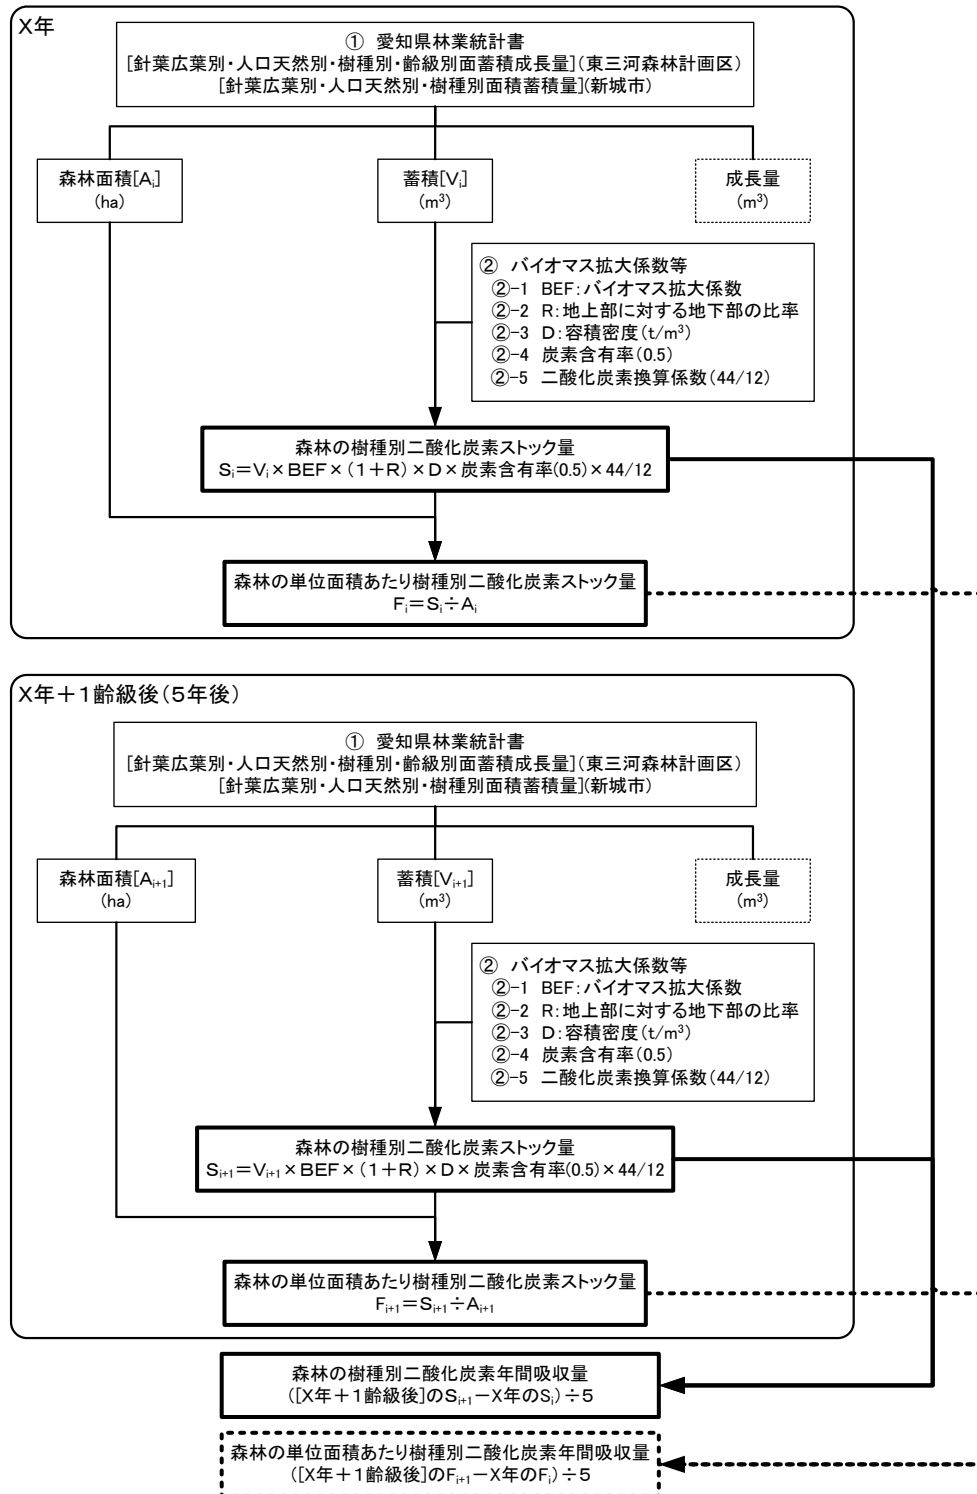 X年
① 愛知県林業統計書
[針葉広葉別・人口天然別・樹種別・齢級別面蓄積成長量](東三河森林計画区)
[針葉広葉別・人口天然別・樹種別面積蓄積量](新城市)
森林面積[Aᵢ]
(ha)
蓄積[Vᵢ]
(m³)
成長量
(m³)
② バイオマス拡大係数等
②-1 BEF:バイオマス拡大係数
②-2 R:地上部に対する地下部の比率
②-3 D:容積密度(t/m³)
②-4 炭素含有率(0.5)
②-5 二酸化炭素換算係数(44/12)
森林の樹種別二酸化炭素ストック量
Sᵢ=Vᵢ×BEF×(1+R)×D×炭素含有率(0.5)×44/12
森林の単位面積あたり樹種別二酸化炭素ストック量
Fᵢ=Sᵢ÷Aᵢ
X年+1齢級後(5年後)
① 愛知県林業統計書
[針葉広葉別・人口天然別・樹種別・齢級別面蓄積成長量](東三河森林計画区)
[針葉広葉別・人口天然別・樹種別面積蓄積量](新城市)
森林面積[Aᵢ₊₁]
(ha)
蓄積[Vᵢ₊₁]
(m³)
成長量
(m³)
② バイオマス拡大係数等
②-1 BEF:バイオマス拡大係数
②-2 R:地上部に対する地下部の比率
②-3 D:容積密度(t/m³)
②-4 炭素含有率(0.5)
②-5 二酸化炭素換算係数(44/12)
森林の樹種別二酸化炭素ストック量
Sᵢ₊₁=Vᵢ₊₁×BEF×(1+R)×D×炭素含有率(0.5)×44/12
森林の単位面積あたり樹種別二酸化炭素ストック量
Fᵢ₊₁=Sᵢ₊₁÷Aᵢ₊₁
森林の樹種別二酸化炭素年間吸収量
([X年+1齢級後]のSᵢ₊₁-X年のSᵢ)÷5
森林の単位面積あたり樹種別二酸化炭素年間吸収量
([X年+1齢級後]のFᵢ₊₁-X年のFᵢ)÷5